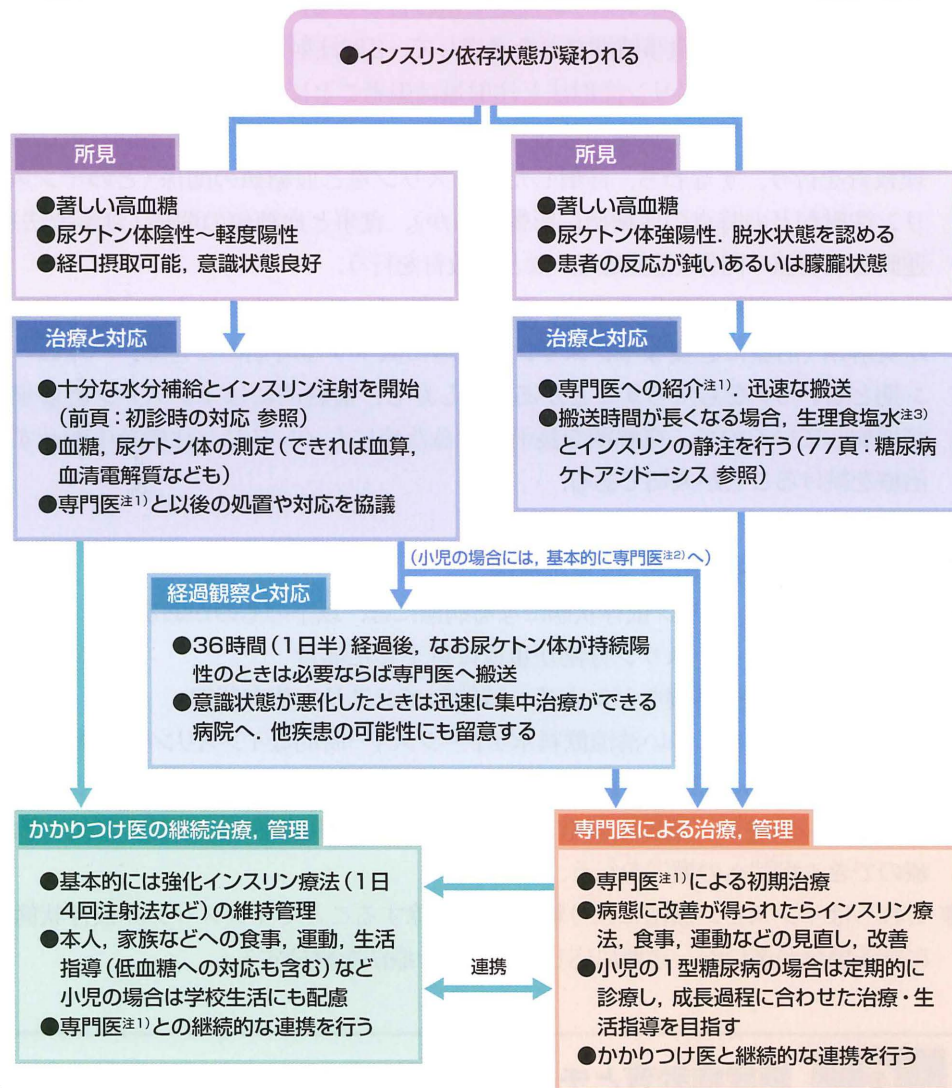 ●インスリン依存状態が疑われる
所見
●著しい高血糖
●尿ケトン体陰性～軽度陽性
●経口摂取可能，意識状態良好
所見
●著しい高血糖
●尿ケトン体強陽性．脱水状態を認める
●患者の反応が鈍いあるいは朦朧状態
治療と対応
●十分な水分補給とインスリン注射を開始
（前頁：初診時の対応 参照）
●血糖，尿ケトン体の測定（できれば血算，
血清電解質なども）
●専門医注1）と以後の処置や対応を協議
治療と対応
●専門医への紹介注1），迅速な搬送
●搬送時間が長くなる場合，生理食塩水注3）
とインスリンの静注を行う（77頁：糖尿病
ケトアシドーシス 参照）
（小児の場合には，基本的に専門医注2）へ）
経過観察と対応
●36時間（1日半）経過後，なお尿ケトン体が持続陽
性のときは必要ならば専門医へ搬送
●意識状態が悪化したときは迅速に集中治療ができる
病院へ．他疾患の可能性にも留意する
かかりつけ医の継続治療，管理
●基本的には強化インスリン療法（1日
4回注射法など）の維持管理
●本人，家族などへの食事，運動，生活
指導（低血糖への対応も含む）など
小児の場合は学校生活にも配慮
●専門医注1）との継続的な連携を行う
連携
専門医による治療，管理
●専門医注1）による初期治療
●病態に改善が得られたらインスリン療
法，食事，運動などの見直し，改善
●小児の1型糖尿病の場合は定期的に
診療し，成長過程に合わせた治療・生
活指導を目指す
●かかりつけ医と継続的な連携を行う